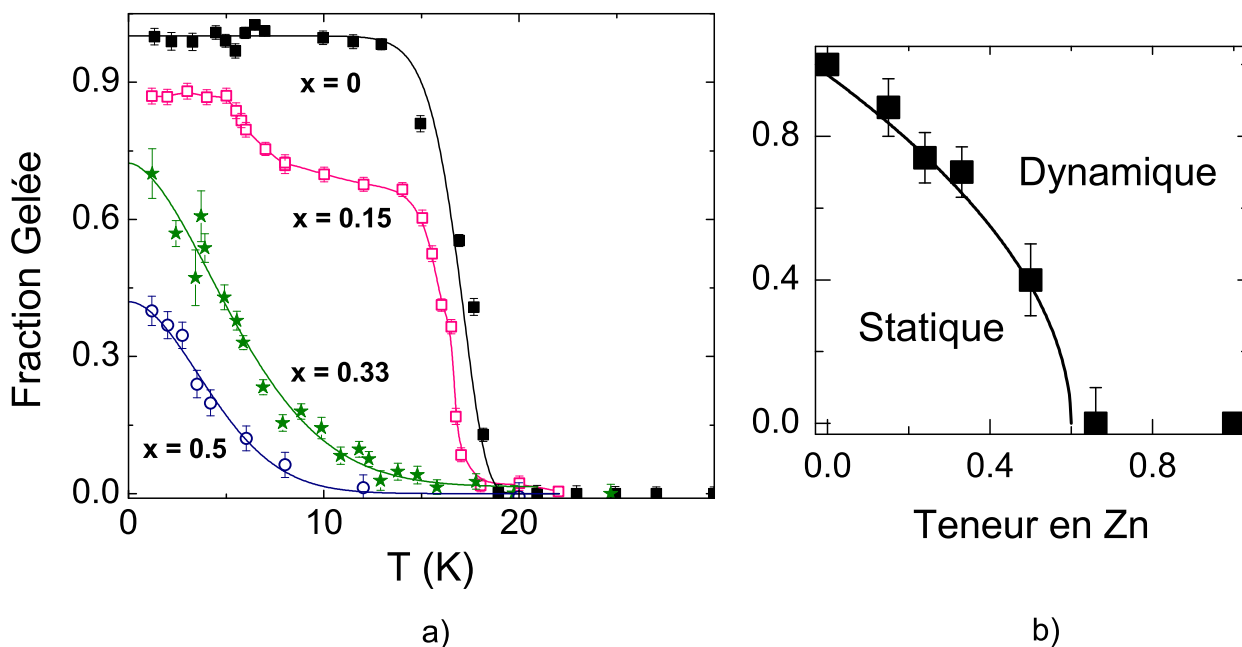 Fraction Gelée
0.9
0.6
0.3
0.0
0
10
20
T (K)
x = 0
x = 0.15
x = 0.33
x = 0.5
a)
0.8
0.4
0.0
0.0
0.4
0.8
Dynamique
Statique
Teneur en Zn
b)